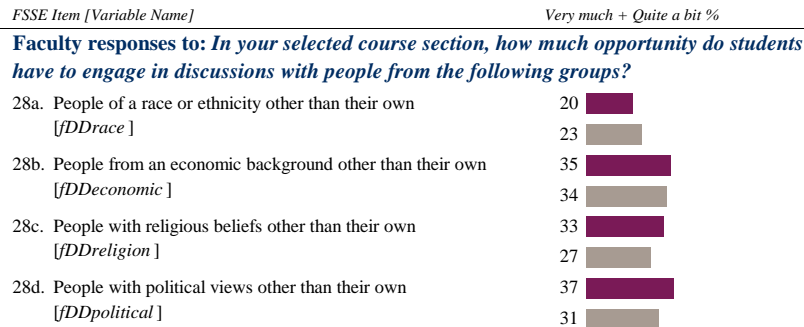 FSSE Item [Variable Name] Very much + Quite a bit %
Faculty responses to: In your selected course section, how much opportunity do students
have to engage in discussions with people from the following groups?
28a. People of a race or ethnicity other than their own 20
[fDDrace ] 23
28b. People from an economic background other than their own 35
[fDDeconomic ] 34
28c. People with religious beliefs other than their own 33
[fDDreligion ] 27
28d. People with political views other than their own 37
[fDDpolitical ] 31